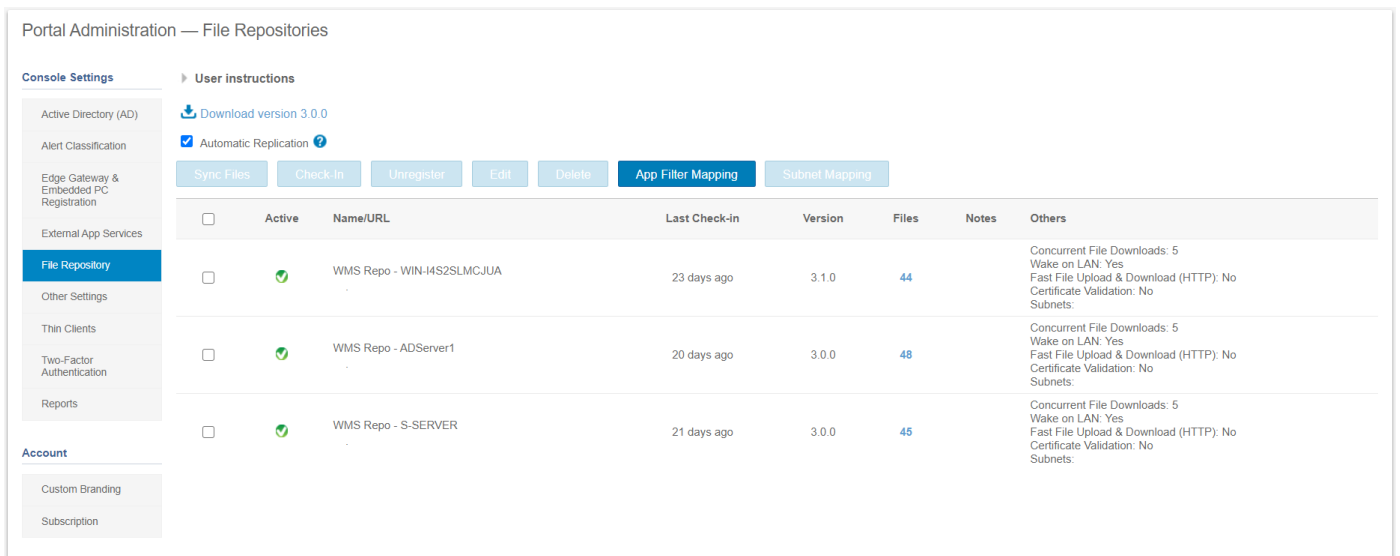 Portal Administration — File Repositories
Console Settings
Active Directory (AD)
Alert Classification
Edge Gateway &
Embedded PC
Registration
External App Services
File Repository
Other Settings
Thin Clients
Two-Factor
Authentication
Reports
Account
Custom Branding
Subscription
User instructions
Download version 3.0.0
Automatic Replication ?
Sync Files Check-In Unregister Edit Delete App Filter Mapping Subnet Mapping
Active Name/URL Last Check-in Version Files Notes Others
WMS Repo - WIN-I4S2SLMCJUA 23 days ago 3.1.0 44
Concurrent File Downloads: 5
Wake on LAN: Yes
Fast File Upload & Download (HTTP): No
Certificate Validation: No
Subnets:
WMS Repo - ADServer1 20 days ago 3.0.0 48
Concurrent File Downloads: 5
Wake on LAN: Yes
Fast File Upload & Download (HTTP): No
Certificate Validation: No
Subnets:
WMS Repo - S-SERVER 21 days ago 3.0.0 45
Concurrent File Downloads: 5
Wake on LAN: Yes
Fast File Upload & Download (HTTP): No
Certificate Validation: No
Subnets: